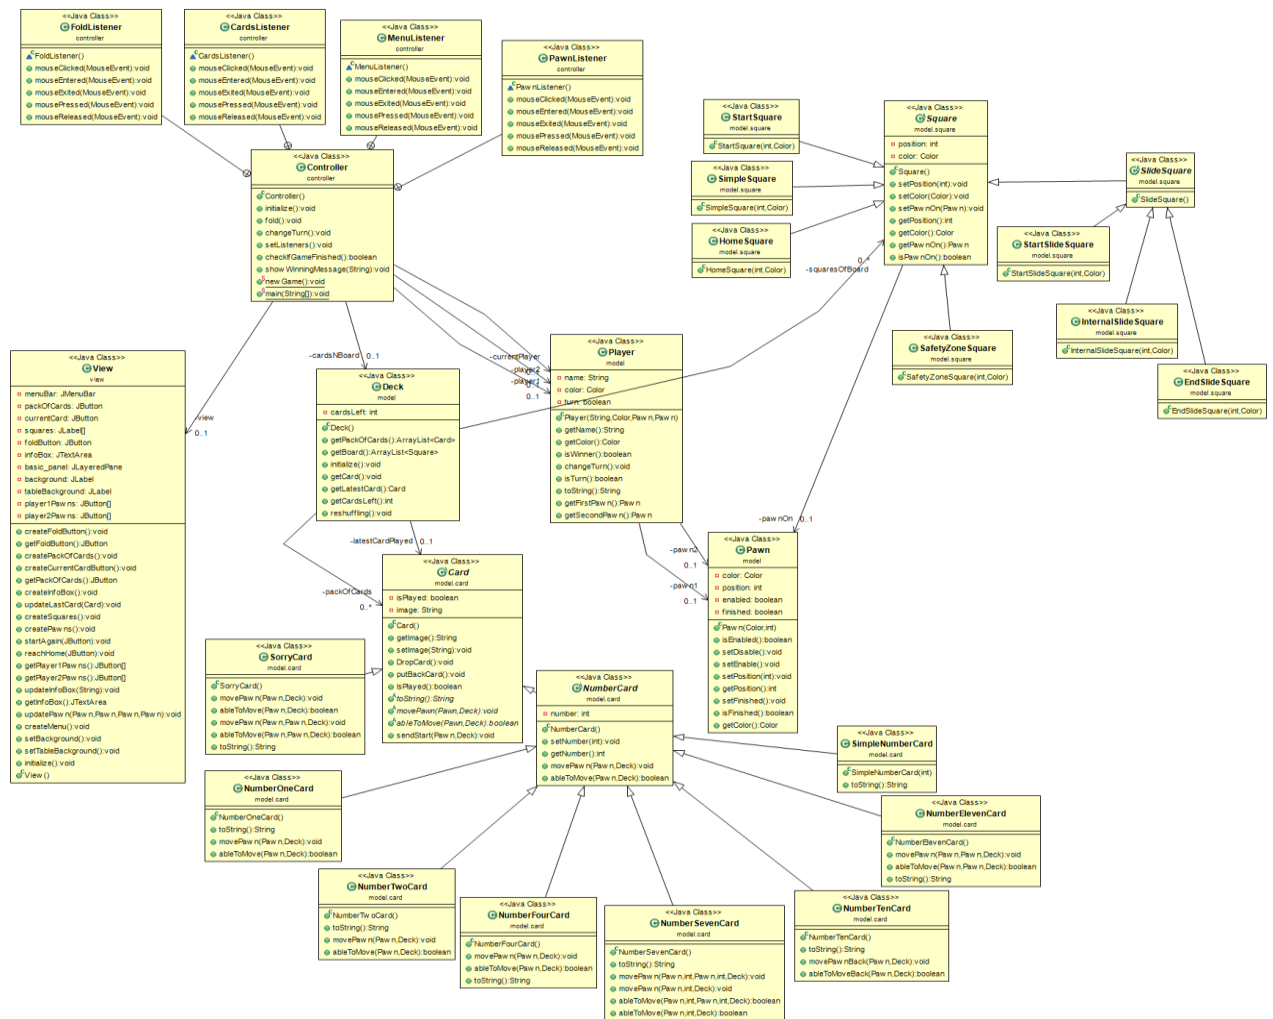 <<Java Class>>
FoldListener
controller
FoldListener()
mouseClicked(MouseEvent):void
mouseEntered(MouseEvent):void
mouseExited(MouseEvent):void
mousePressed(MouseEvent):void
mouseReleased(MouseEvent):void
<<Java Class>>
CardsListener
controller
CardsListener()
mouseClicked(MouseEvent):void
mouseEntered(MouseEvent):void
mouseExited(MouseEvent):void
mousePressed(MouseEvent):void
mouseReleased(MouseEvent):void
<<Java Class>>
MenuListener
controller
MenuListener()
mouseClicked(MouseEvent):void
mouseEntered(MouseEvent):void
mouseExited(MouseEvent):void
mousePressed(MouseEvent):void
mouseReleased(MouseEvent):void
<<Java Class>>
PawnListener
controller
PawnListener()
mouseClicked(MouseEvent):void
mouseEntered(MouseEvent):void
mouseExited(MouseEvent):void
mousePressed(MouseEvent):void
mouseReleased(MouseEvent):void
<<Java Class>>
Controller
controller
Controller()
initialize():void
fold():void
changeTurn():void
setListeners():void
checkIfGameFinished():boolean
showWinningMessage(String):void
newGame():void
main(String[]):void
<<Java Class>>
StartSquare
model.square
StartSquare(int,Color)
<<Java Class>>
SimpleSquare
model.square
SimpleSquare(int,Color)
<<Java Class>>
HomeSquare
model.square
HomeSquare(int,Color)
<<Java Class>>
Square
model.square
position: int
color: Color
Square()
setPosition(int):void
setColor(Color):void
setPawnOn(Pawn):void
getPosition():int
getColor():Color
getPawnOn():Pawn
isPawnOn():boolean
<<Java Class>>
SlideSquare
model.square
SlideSquare()
<<Java Class>>
StartSlideSquare
model.square
StartSlideSquare(int,Color)
<<Java Class>>
InternalSlideSquare
model.square
InternalSlideSquare(int,Color)
<<Java Class>>
EndSlideSquare
model.square
EndSlideSquare(int,Color)
<<Java Class>>
SafetyZoneSquare
model.square
SafetyZoneSquare(int,Color)
-squaresOfBoard
0..*
<<Java Class>>
View
view
menuBar: JMenuBar
packOfCards: JButton
currentCard: JButton
squares: JLabel[]
foldButton: JButton
infoBox: JTextArea
basic_panel: JLayeredPane
background: JLabel
tableBackground: JLabel
player1Pawns: JButton[]
player2Pawns: JButton[]
createFoldButton():void
getFoldButton():JButton
createPackOfCards():void
createCurrentCardButton():void
getPackOfCards():JButton
createInfoBox():void
updateLastCard(Card):void
createSquares():void
createPawns():void
startAgain(JButton):void
reachHome(JButton):void
getPlayer1Pawns():JButton[]
getPlayer2Pawns():JButton[]
updateInfoBox(String):void
getInfoBox():JTextArea
updatePawn(Pawn,Pawn,Pawn,Pawn):void
createMenu():void
setBackground():void
setTableBackground():void
initialize():void
View()
-view
0..1
-cardsNBoard
0..1
-currentPlayer
-player2
-player1
0..1
<<Java Class>>
Deck
model
cardsLeft: int
Deck()
getPackOfCards():ArrayList<Card>
getBoard():ArrayList<Square>
initialize():void
getCard():void
getLatestCard():Card
getCardsLeft():int
reshuffling():void
<<Java Class>>
Player
model
name: String
color: Color
turn: boolean
Player(String,Color,Pawn,Pawn)
getName():String
getColor():Color
isWinner():boolean
changeTurn():void
isTurn():boolean
toString():String
getFirstPawn():Pawn
getSecondPawn():Pawn
-latestCardPlayed
0..1
-packOfCards
0..*
-pawn2
0..1
-pawn1
0..1
-pawnOn
0..1
<<Java Class>>
Pawn
model
color: Color
position: int
enabled: boolean
finished: boolean
Pawn(Color,int)
isEnabled():boolean
setDisable():void
setEnable():void
setPosition(int):void
getPosition():int
setFinished():void
isFinished():boolean
getColor():Color
<<Java Class>>
Card
model.card
isPlayed: boolean
image: String
Card()
getImage():String
setImage(String):void
DropCard():void
putBackCard():void
IsPlayed():boolean
toString():String
movePawn(Pawn,Deck):void
ableToMove(Pawn,Deck):boolean
sendStart(Pawn,Deck):void
<<Java Class>>
SorryCard
model.card
SorryCard()
movePawn(Pawn,Deck):void
ableToMove(Pawn,Deck):boolean
movePawn(Pawn,Pawn,Deck):void
ableToMove(Pawn,Pawn,Deck):boolean
toString():String
<<Java Class>>
NumberCard
model.card
number: int
NumberCard()
setNumber(int):void
getNumber():int
movePawn(Pawn,Deck):void
ableToMove(Pawn,Deck):boolean
<<Java Class>>
SimpleNumberCard
model.card
SimpleNumberCard(int)
toString():String
<<Java Class>>
NumberOneCard
model.card
NumberOneCard()
toString():String
movePawn(Pawn,Deck):void
ableToMove(Pawn,Deck):boolean
<<Java Class>>
NumberElevenCard
model.card
NumberElevenCard()
movePawn(Pawn,Pawn,Deck):void
ableToMove(Pawn,Pawn,Deck):boolean
toString():String
<<Java Class>>
NumberTwoCard
model.card
NumberTwoCard()
toString():String
movePawn(Pawn,Deck):void
ableToMove(Pawn,Deck):boolean
<<Java Class>>
NumberFourCard
model.card
NumberFourCard()
movePawn(Pawn,Deck):void
ableToMove(Pawn,Deck):boolean
toString():String
<<Java Class>>
NumberSevenCard
model.card
NumberSevenCard()
toString():String
movePawn(Pawn,int,Pawn,int,Deck):void
movePawn(Pawn,int,Deck):void
ableToMove(Pawn,int,Pawn,int,Deck):boolean
ableToMove(Pawn,int,Deck):boolean
<<Java Class>>
NumberTenCard
model.card
NumberTenCard()
toString():String
movePawnBack(Pawn,Deck):void
ableToMoveBack(Pawn,Deck):boolean